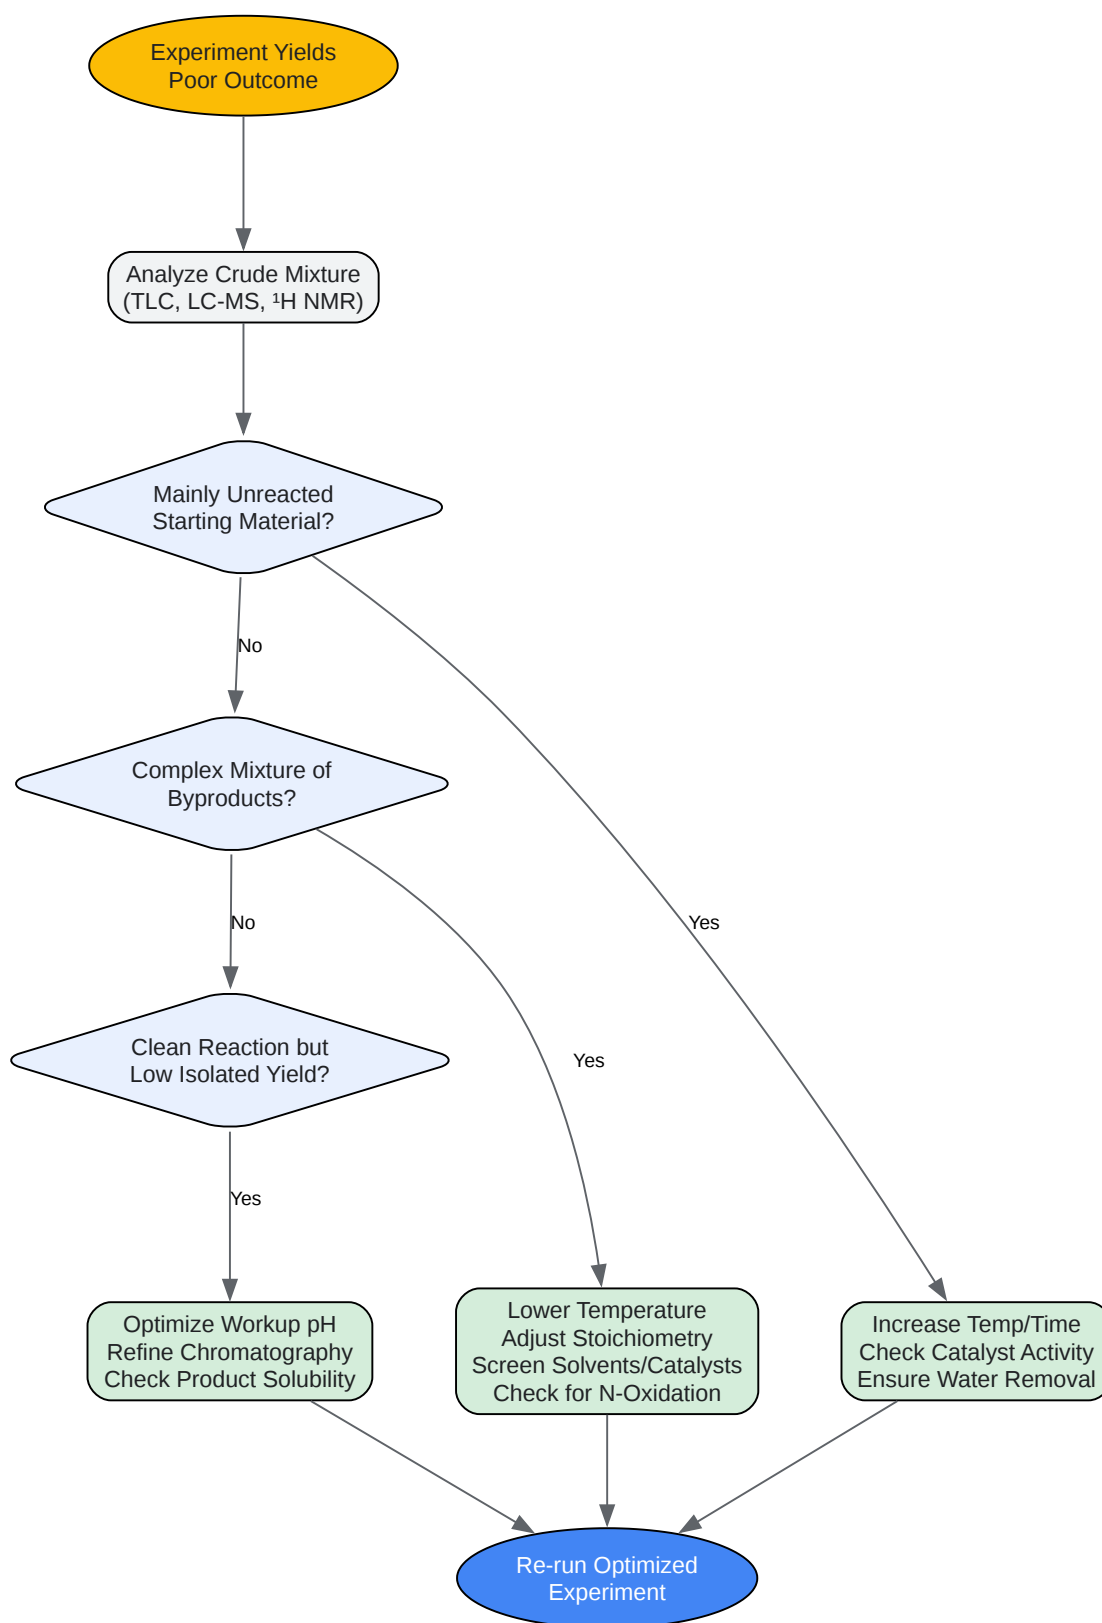 Experiment Yields
Poor Outcome
Analyze Crude Mixture
(TLC, LC-MS, ¹H NMR)
Mainly Unreacted
Starting Material?
No
Complex Mixture of
Byproducts?
No
Yes
Clean Reaction but
Low Isolated Yield?
Yes
Yes
Optimize Workup pH
Refine Chromatography
Check Product Solubility
Lower Temperature
Adjust Stoichiometry
Screen Solvents/Catalysts
Check for N-Oxidation
Increase Temp/Time
Check Catalyst Activity
Ensure Water Removal
Re-run Optimized
Experiment